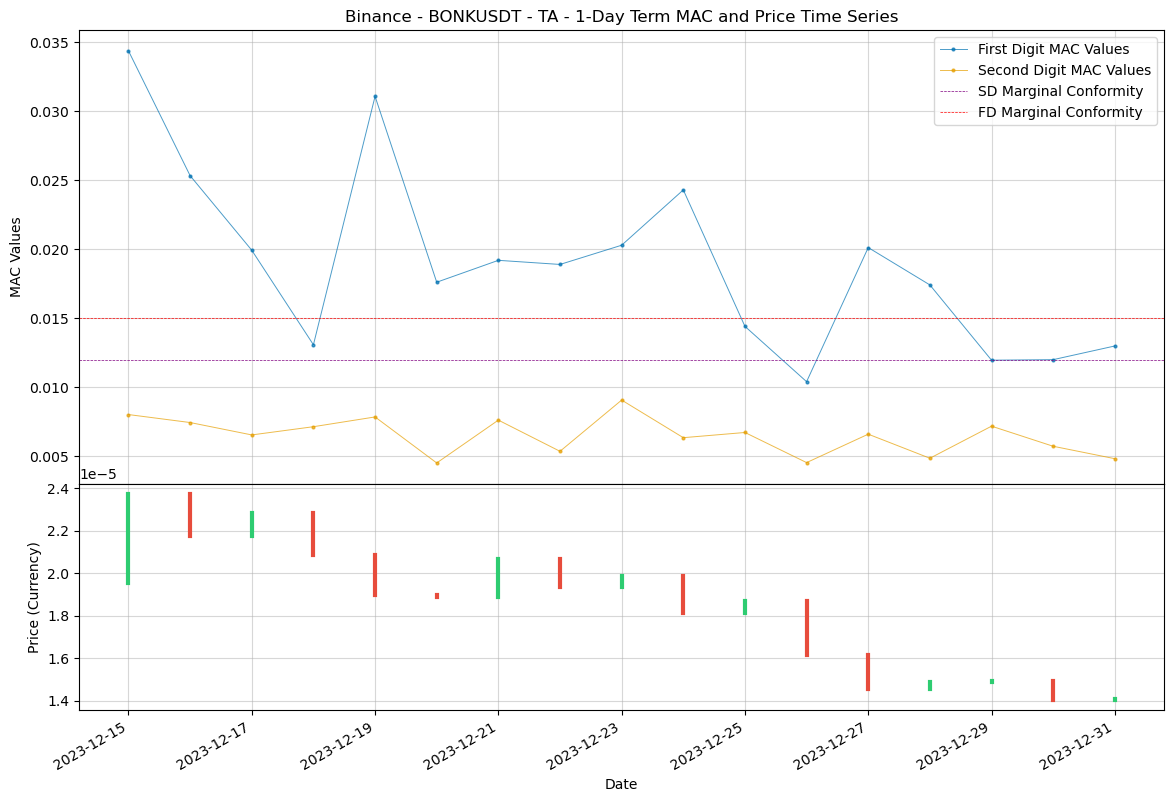 Binance - BONKUSDT - TA - 1-Day Term MAC and Price Time Series
First Digit MAC Values
Second Digit MAC Values
SD Marginal Conformity
FD Marginal Conformity
MAC Values
0.035
0.030
0.025
0.020
0.015
0.010
0.005
1e−5
Price (Currency)
2.4
2.2
2.0
1.8
1.6
1.4
2023-12-15
2023-12-17
2023-12-19
2023-12-21
2023-12-23
2023-12-25
2023-12-27
2023-12-29
2023-12-31
Date